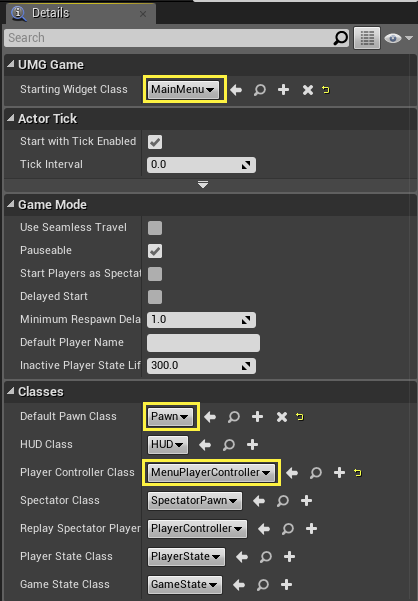 Details
Search
UMG Game
Starting Widget Class MainMenu
Actor Tick
Start with Tick Enabled
Tick Interval 0.0
Game Mode
Use Seamless Travel
Pauseable
Start Players as Spectat
Delayed Start
Minimum Respawn Dela 1.0
Default Player Name
Inactive Player State Lif 300.0
Classes
Default Pawn Class Pawn
HUD Class HUD
Player Controller Class MenuPlayerController
Spectator Class SpectatorPawn
Replay Spectator Player PlayerController
Player State Class PlayerState
Game State Class GameState